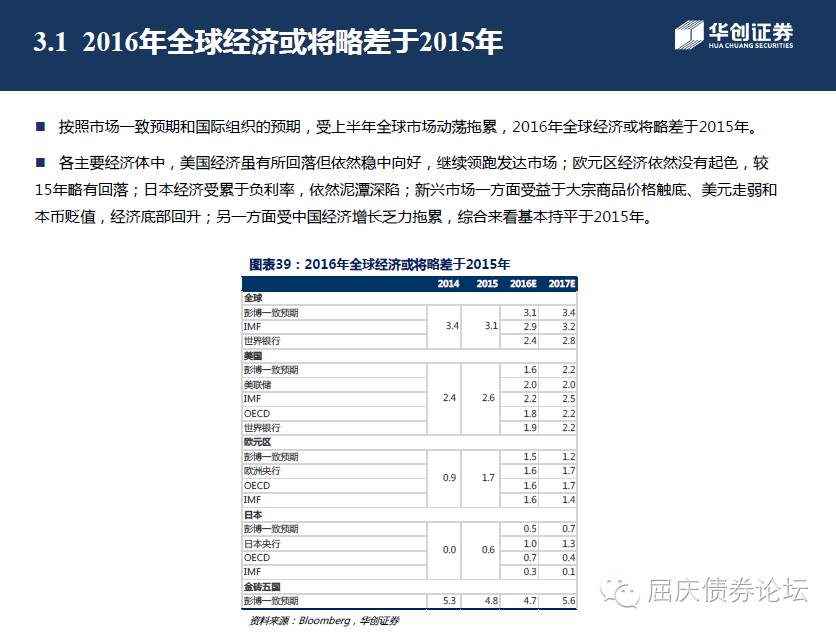 3.1 2016年全球经济或将略差于2015年
华创证券
HUA CHUANG SECURITIES
■ 按照市场一致预期和国际组织的预期，受上半年全球市场动荡拖累，2016年全球经济或将略差于2015年。
■ 各主要经济体中，美国经济虽有所回落但依然稳中向好，继续领跑发达市场；欧元区经济依然没有起色，较
15年略有回落；日本经济受累于负利率，依然泥潭深陷；新兴市场一方面受益于大宗商品价格触底、美元走弱和
本币贬值，经济底部回升；另一方面受中国经济增长乏力拖累，综合来看基本持平于2015年。
图表39：2016年全球经济或将略差于2015年
2014 2015 2016E 2017E
全球
彭博一致预期 3.1 3.4
IMF 3.4 3.1 2.9 3.2
世界银行 2.4 2.8
美国
彭博一致预期 1.6 2.2
美联储 2.0 2.0
IMF 2.4 2.6 2.2 2.5
OECD 1.8 2.2
世界银行 1.9 2.2
欧元区
彭博一致预期 1.5 1.2
欧洲央行 0.9 1.7 1.6 1.7
OECD 1.6 1.7
IMF 1.6 1.4
日本
彭博一致预期 0.5 0.7
日本央行 0.0 0.6 1.0 1.3
OECD 0.7 0.4
IMF 0.3 0.1
金砖五国
彭博一致预期 5.3 4.8 4.7 5.6
资料来源：Bloomberg，华创证券
屈庆债券论坛